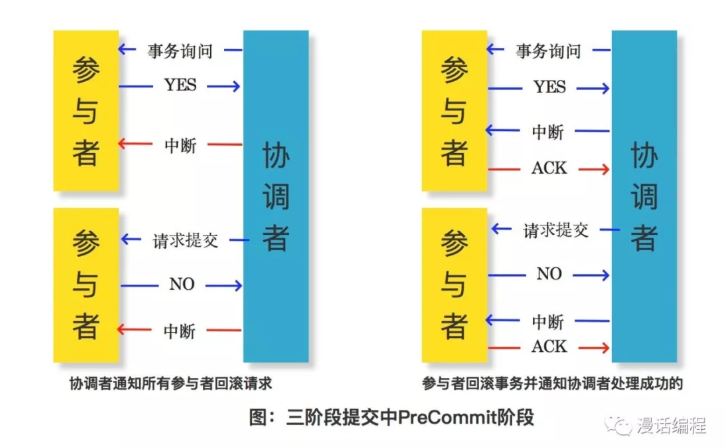 参与者
事务询问
YES
中断
参与者
请求提交
NO
中断
协调者
协调者通知所有参与者回滚请求
参与者
事务询问
YES
中断
ACK
参与者
请求提交
NO
中断
ACK
协调者
参与者回滚事务并通知协调者处理成功的
图：三阶段提交中PreCommit阶段
漫话编程